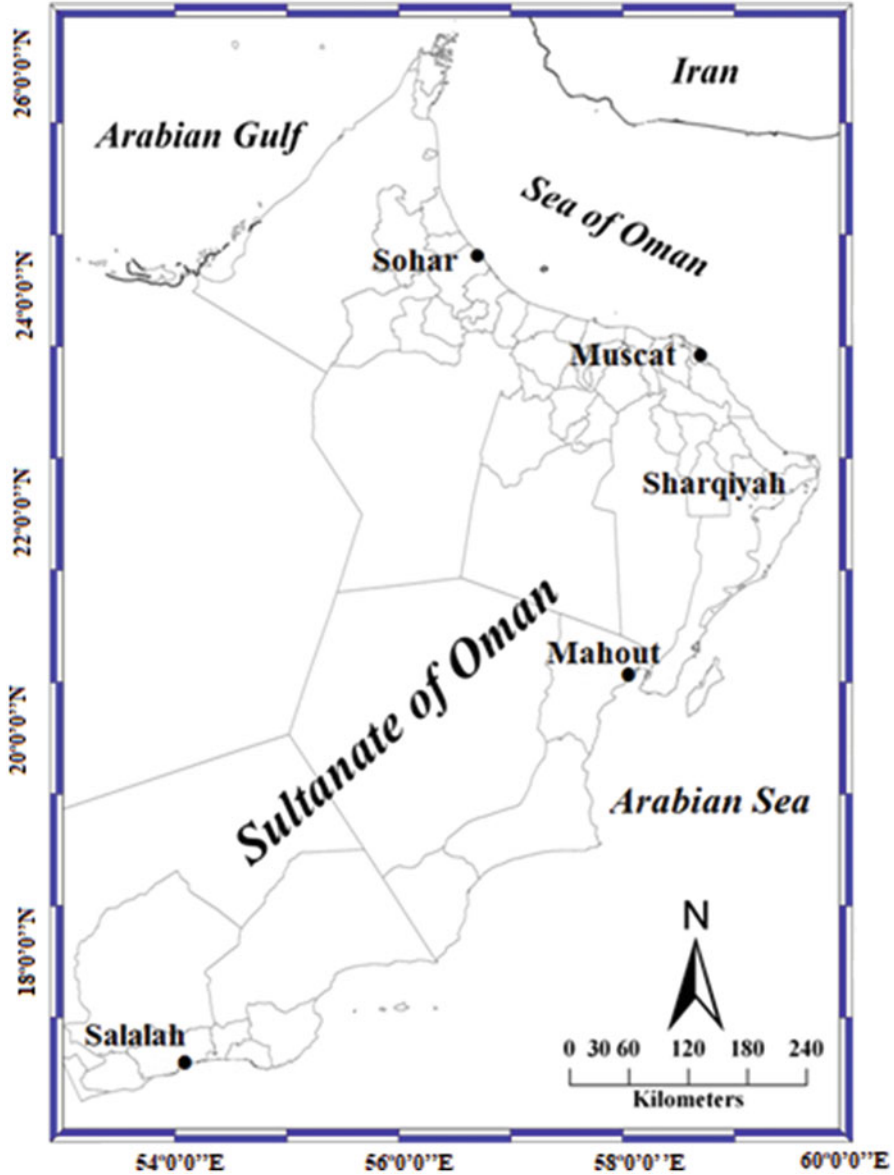 26°0'0"N
Iran
Arabian Gulf
Sea of Oman
Sohar
24°0'0"N
Muscat
Sharqiyah
22°0'0"N
Sultanate of Oman
Mahout
20°0'0"N
Arabian Sea
18°0'0"N
N
Salalah
0 30 60 120 180 240
Kilometers
54°0'0"E 56°0'0"E 58°0'0"E 60°0'0"E